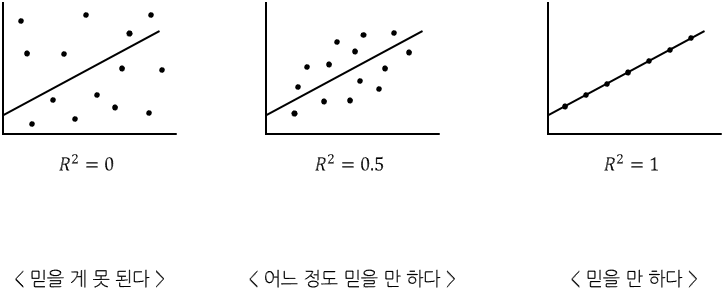 R² = 0
R² = 0.5
R² = 1
< 믿을 게 못 된다 >
< 어느 정도 믿을 만 하다 >
< 믿을 만 하다 >